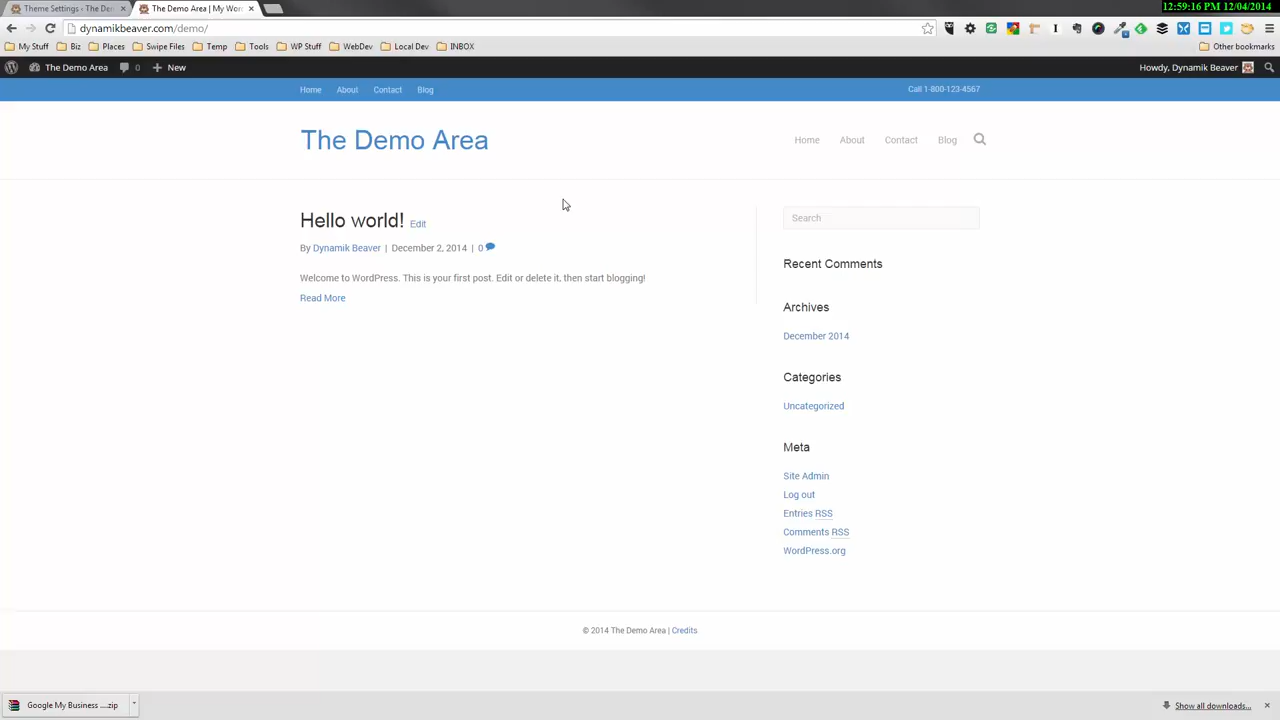 Theme Settings ‹ The Dem
The Demo Area | My Wor
12:59:16 PM 12/04/2014
dynamikbeaver.com/demo/
My Stuff Biz Places Swipe Files Temp Tools WP Stuff WebDev Local Dev INBOX Other bookmarks
The Demo Area 0 New Howdy, Dynamik Beaver
Home About Contact Blog Call 1-800-123-4567
The Demo Area Home About Contact Blog
Hello world! Edit
By Dynamik Beaver | December 2, 2014 | 0
Welcome to WordPress. This is your first post. Edit or delete it, then start blogging!
Read More
Search
Recent Comments
Archives
December 2014
Categories
Uncategorized
Meta
Site Admin
Log out
Entries RSS
Comments RSS
WordPress.org
© 2014 The Demo Area | Credits
Google My Business ....zip Show all downloads...